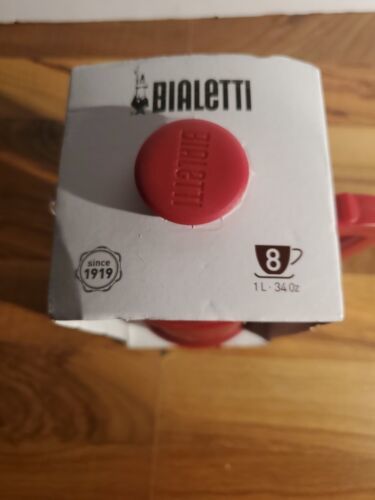 BIALETTI
BIALETTI
since
1919
8
1 L - 34 Oz